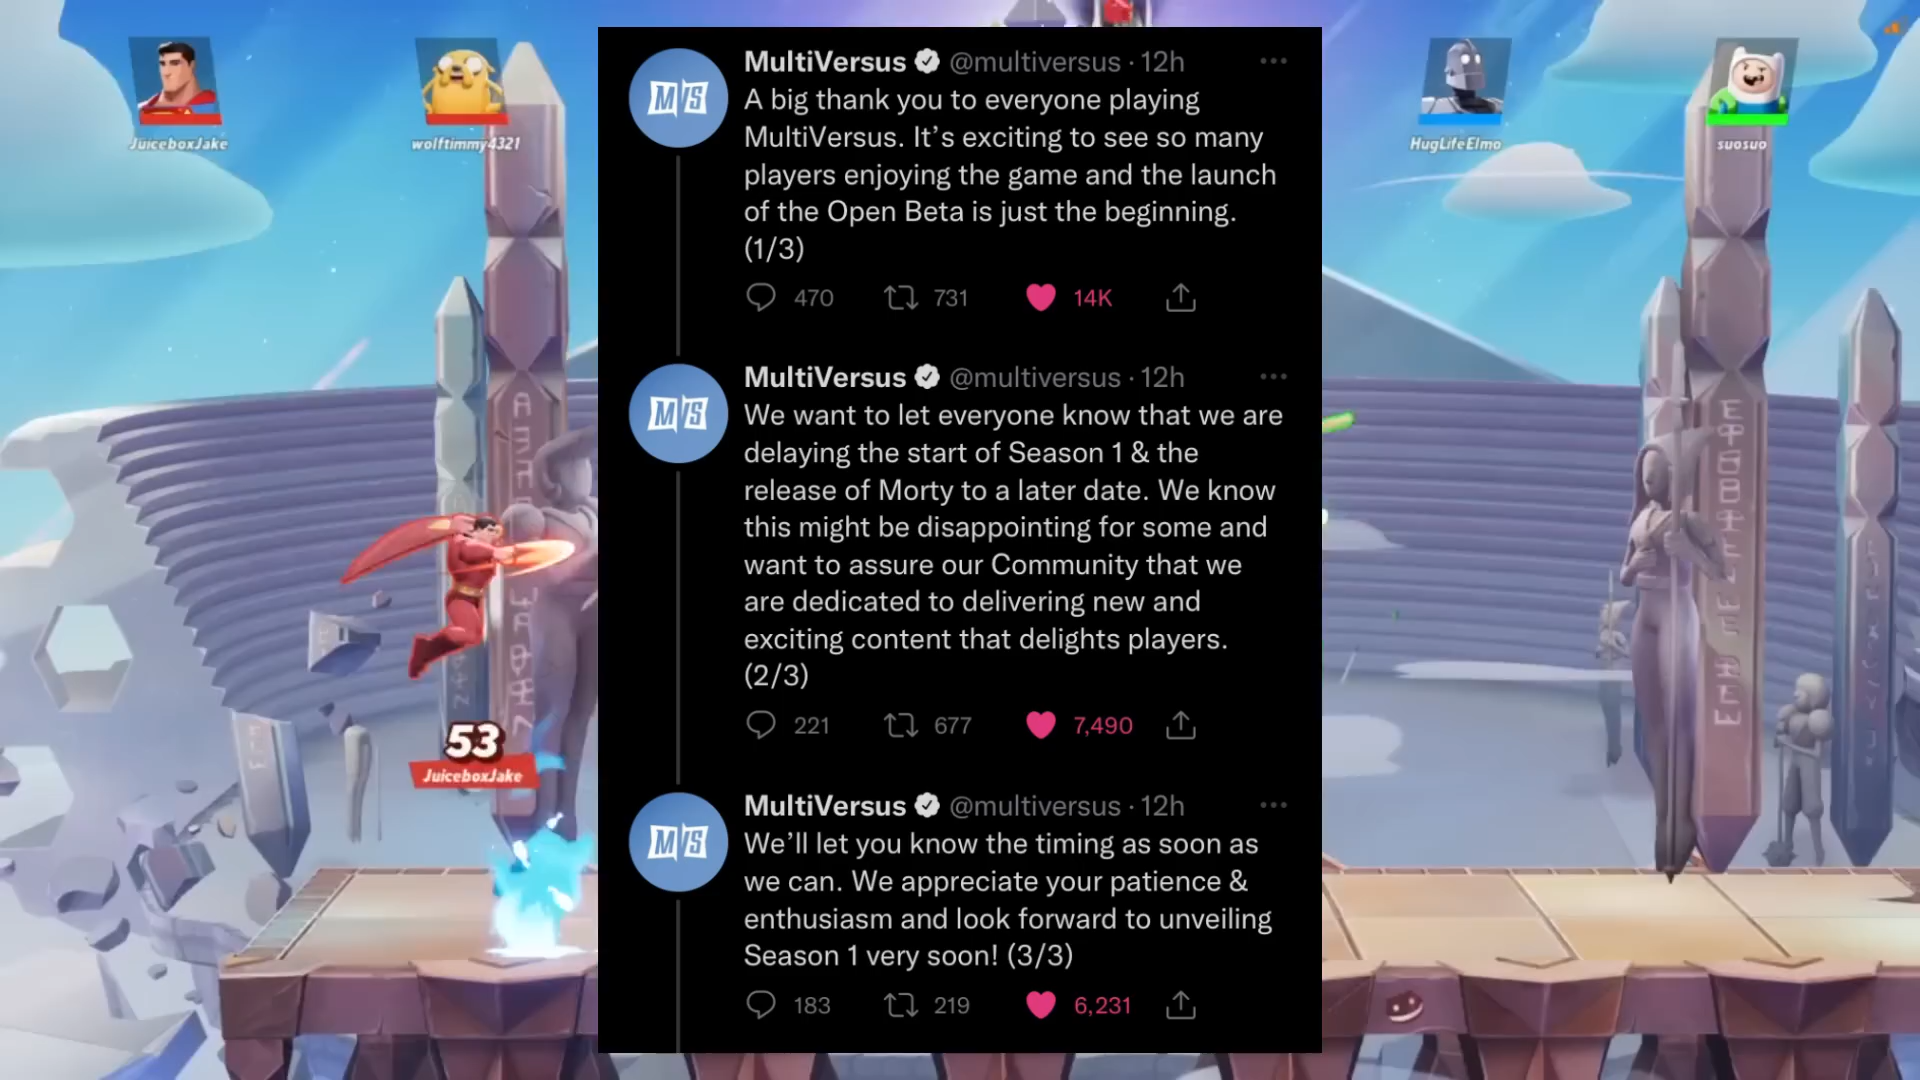 JuiceboxJake
wolftimmy4321
HugLifeElmo
suosuo
MultiVersus @multiversus · 12h
A big thank you to everyone playing
MultiVersus. It’s exciting to see so many
players enjoying the game and the launch
of the Open Beta is just the beginning.
(1/3)
470 731 14K
MultiVersus @multiversus · 12h
We want to let everyone know that we are
delaying the start of Season 1 & the
release of Morty to a later date. We know
this might be disappointing for some and
want to assure our Community that we
are dedicated to delivering new and
exciting content that delights players.
(2/3)
221 677 7,490
MultiVersus @multiversus · 12h
We’ll let you know the timing as soon as
we can. We appreciate your patience &
enthusiasm and look forward to unveiling
Season 1 very soon! (3/3)
183 219 6,231
M/S
M/S
M/S
53
JuiceboxJake